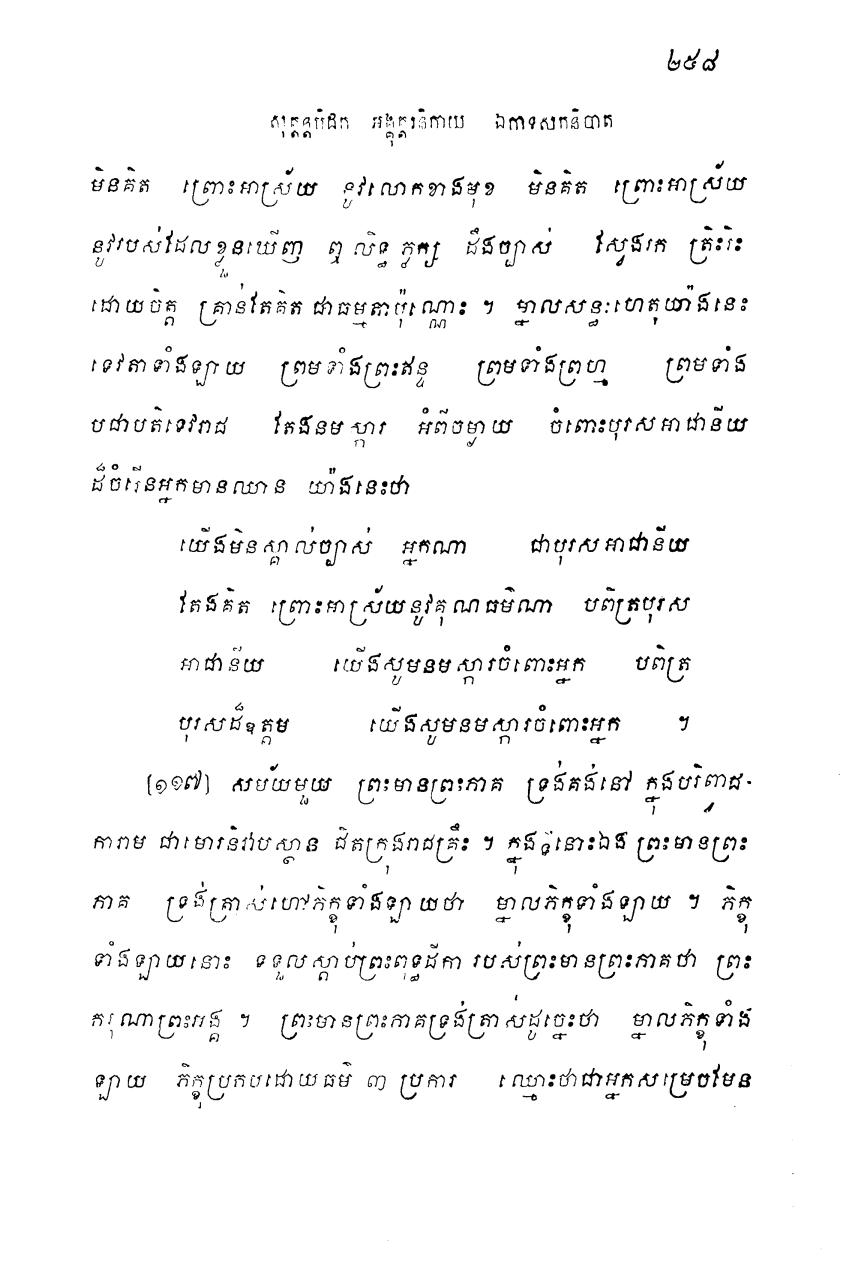 ២៥៨
សុត្តន្តបិដក អង្គុត្តរនិកាយ ឯកាទសកនិបាត
មិនគិត ព្រោះអាស្រ័យ នូវលោកខាងមុខ មិនគិត ព្រោះអាស្រ័យ
នូវរបស់ដែលខ្លួនឃើញ ឮ លិទ្ធ ភ្លក្ស ដឹងច្បាស់ ស្វែងរក ត្រិះរិះ
ដោយចិត្ត គ្រាន់តែគិតជាធម្មតាប៉ុណ្ណោះ ។ ម្នាលសន្ធៈហេតុយ៉ាងនេះ
ទេវតាទាំងឡាយ ព្រមទាំងព្រះឥន្ទ ព្រមទាំងព្រហ្ម ព្រមទាំង
បជាបតិទេវរាជ តែងនមស្ការ អំពីចម្ងាយ ចំពោះបុរសអាជានីយ
ដ៏ចំរើនអ្នកមានឈាន យ៉ាងនេះថា
យើងមិនស្គាល់ច្បាស់ អ្នកណា ជាបុរសអាជានីយ
តែងគិត ព្រោះអាស្រ័យនូវគុណធម៌ណា បពិត្របុរស
អាជានីយ យើងសូមនមស្ការចំពោះអ្នក បពិត្រ
បុរសដ៏ឧត្តម យើងសូមនមស្ការចំពោះអ្នក ។
[១១៧] សម័យមួយ ព្រះមានព្រះភាគ ទ្រង់គង់នៅ ក្នុងបរិព្វាជ-
ការាម ជាមោរនិវាបស្ថាន ជិតក្រុងរាជគ្រឹះ ។ ក្នុងទីនោះឯង ព្រះមានព្រះ
ភាគ ទ្រង់ត្រាស់ហៅភិក្ខុទាំងឡាយថា ម្នាលភិក្ខុទាំងឡាយ ។ ភិក្ខុ
ទាំងឡាយនោះ ទទួលស្តាប់ព្រះពុទ្ធដីកា របស់ព្រះមានព្រះភាគថា ព្រះ
ករុណាព្រះអង្គ ។ ព្រះមានព្រះភាគទ្រង់ត្រាស់ដូច្នេះថា ម្នាលភិក្ខុទាំង
ឡាយ ភិក្ខុប្រកបដោយធម៌ ៣ ប្រការ ឈ្មោះថាជាអ្នកសម្រេចមែន